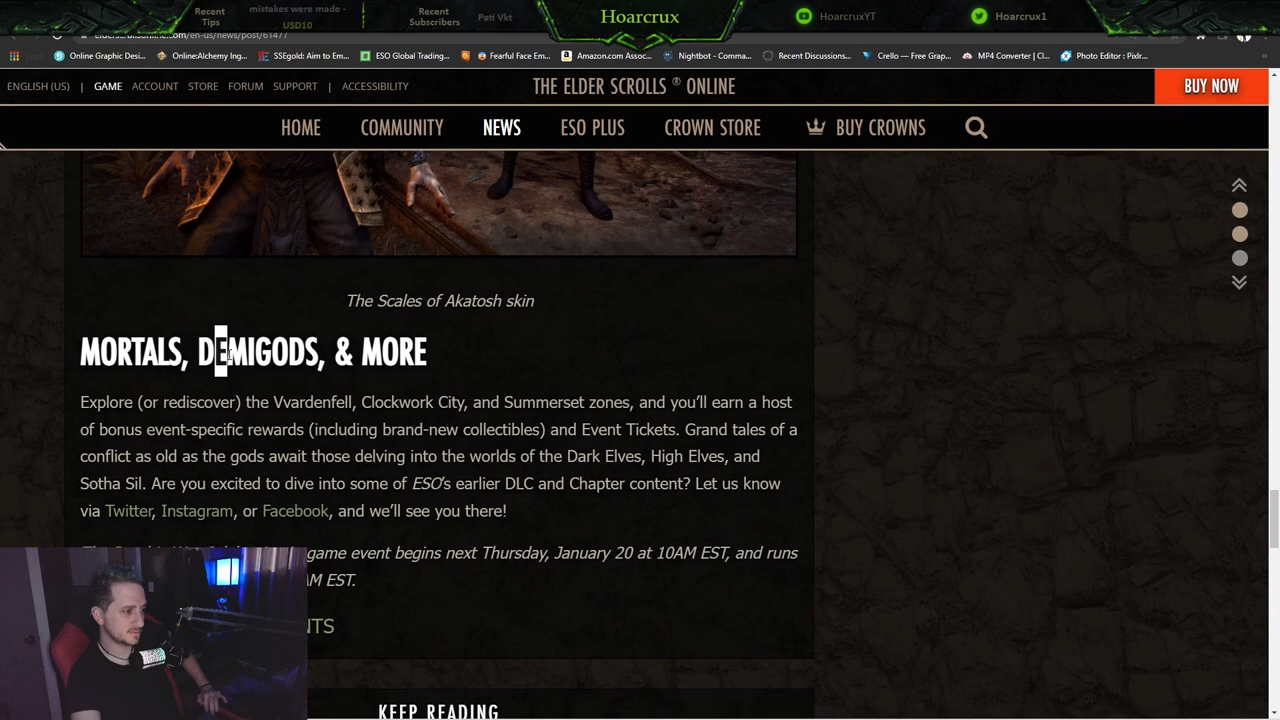 Recent
Tips
mistakes were made -
USD10
Recent
Subscribers
Pati Vkt
Hoarcrux
HoarcruxYT
Hoarcrux1
elderscrollsonline.com/en-us/news/post/61477
Online Graphic Desi...
OnlineAlchemy Ing...
SSEgold: Aim to Em...
ESO Global Trading...
Fearful Face Em...
Amazon.com Assoc...
Nightbot - Comma...
Recent Discussions...
Crello — Free Grap...
MP4 Converter | Cl...
Photo Editor : Pixlr...
ENGLISH (US) | GAME ACCOUNT STORE FORUM SUPPORT | ACCESSIBILITY
THE ELDER SCROLLS ® ONLINE
BUY NOW
HOME COMMUNITY NEWS ESO PLUS CROWN STORE BUY CROWNS
The Scales of Akatosh skin
MORTALS, DEMIGODS, & MORE
Explore (or rediscover) the Vvardenfell, Clockwork City, and Summerset zones, and you'll earn a host
of bonus event-specific rewards (including brand-new collectibles) and Event Tickets. Grand tales of a
conflict as old as the gods await those delving into the worlds of the Dark Elves, High Elves, and
Sotha Sil. Are you excited to dive into some of ESO's earlier DLC and Chapter content? Let us know
via Twitter, Instagram, or Facebook, and we'll see you there!
game event begins next Thursday, January 20 at 10AM EST, and runs
AM EST.
NTS
KEEP READING